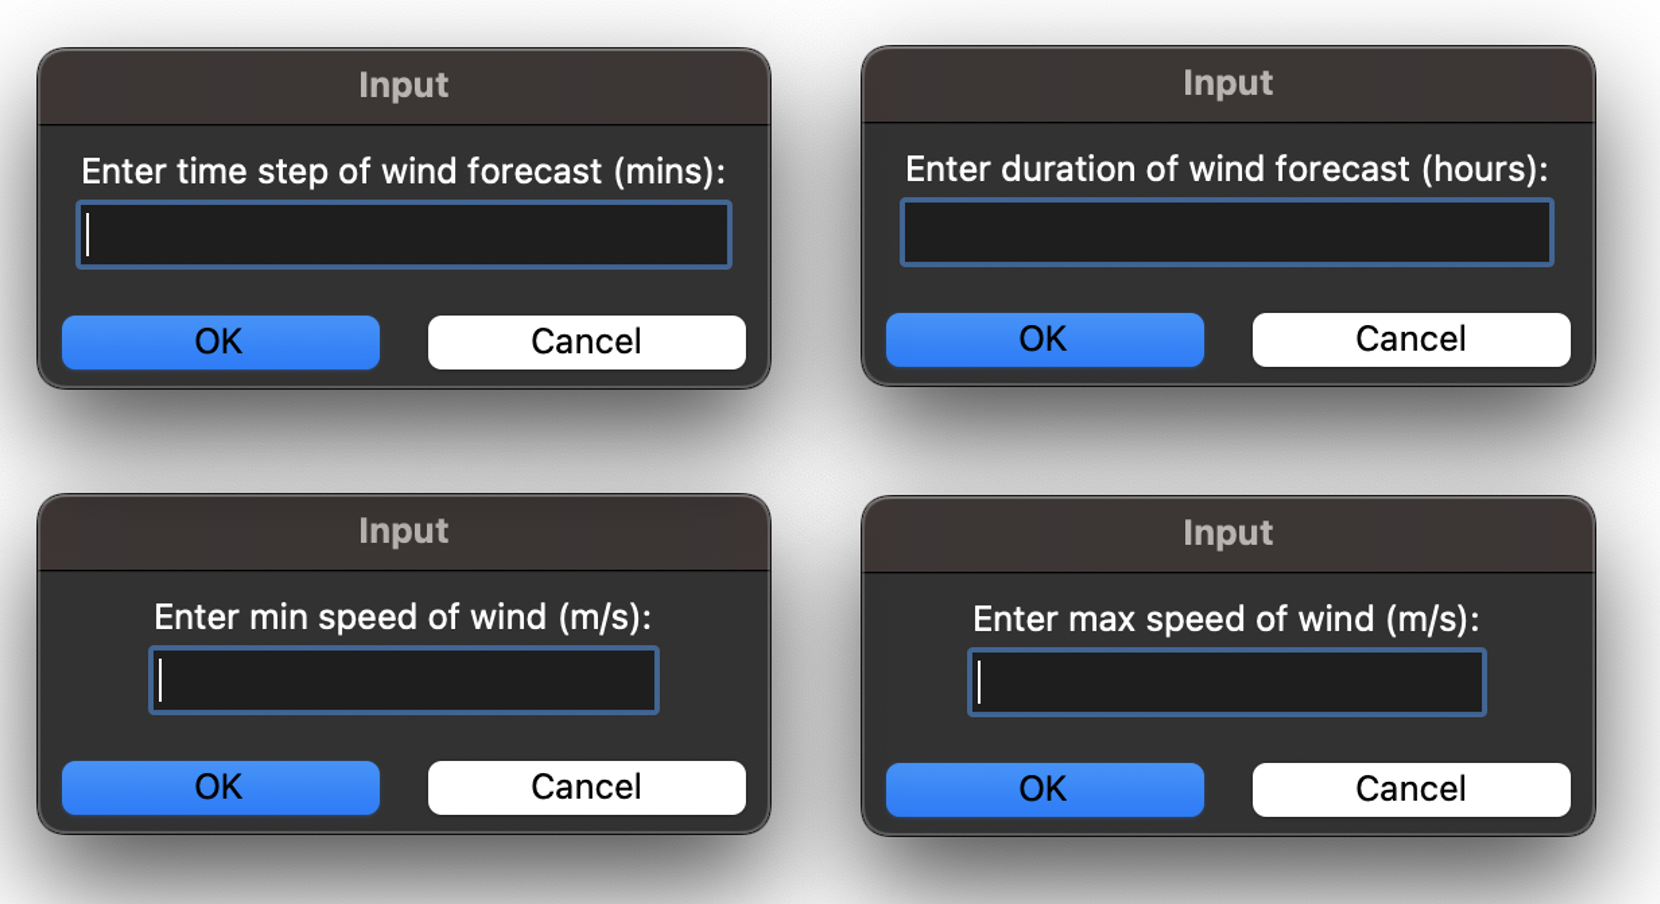 Input
Enter time step of wind forecast (mins):
OK
Cancel
Input
Enter duration of wind forecast (hours):
OK
Cancel
Input
Enter min speed of wind (m/s):
OK
Cancel
Input
Enter max speed of wind (m/s):
OK
Cancel